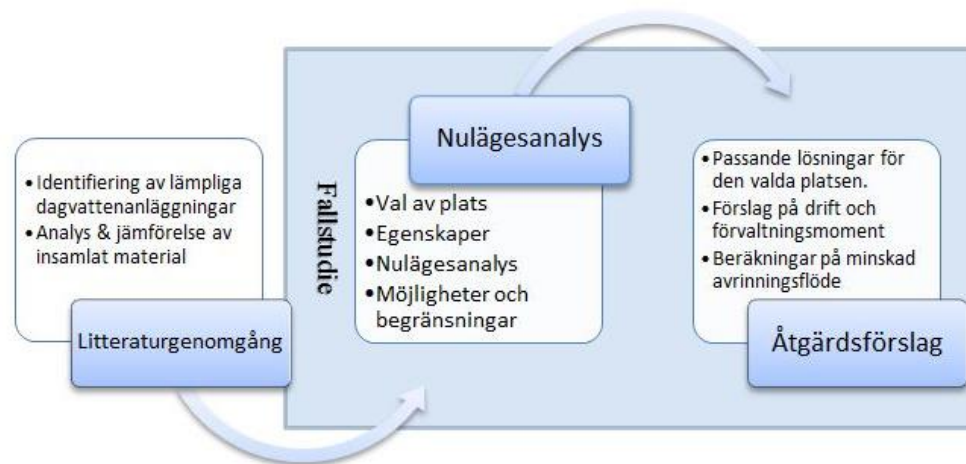 •Identifiering av lämpliga
dagvattenanläggningar
•Analys & jämförelse av
insamlat material
Litteraturgenomgång
Fallstudie
Nulägesanalys
•Val av plats
•Egenskaper
•Nulägesanalys
•Möjligheter och
begränsningar
•Passande lösningar för
den valda platsen.
•Förslag på drift och
förvaltningsmoment
•Beräkningar på minskad
avrinningsflöde
Åtgärdsförslag